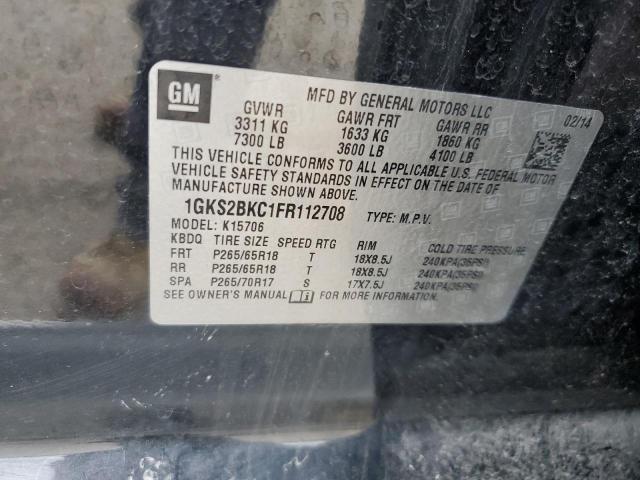 GM
MFD BY GENERAL MOTORS LLC
02/14
GVWR GAWR FRT GAWR RR
3311 KG 1633 KG 1860 KG
7300 LB 3600 LB 4100 LB
THIS VEHICLE CONFORMS TO ALL APPLICABLE U.S. FEDERAL MOTOR
VEHICLE SAFETY STANDARDS IN EFFECT ON THE DATE OF
MANUFACTURE SHOWN ABOVE.
1GKS2BKC1FR112708 TYPE: M.P.V.
MODEL: K15706
KBDQ TIRE SIZE SPEED RTG RIM COLD TIRE PRESSURE
FRT P265/65R18 T 18X8.5J 240KPA(35PSI)
RR P265/65R18 T 18X8.5J 240KPA(35PSI)
SPA P265/70R17 S 17X7.5J 240KPA(35PSI)
SEE OWNER'S MANUAL i FOR MORE INFORMATION.